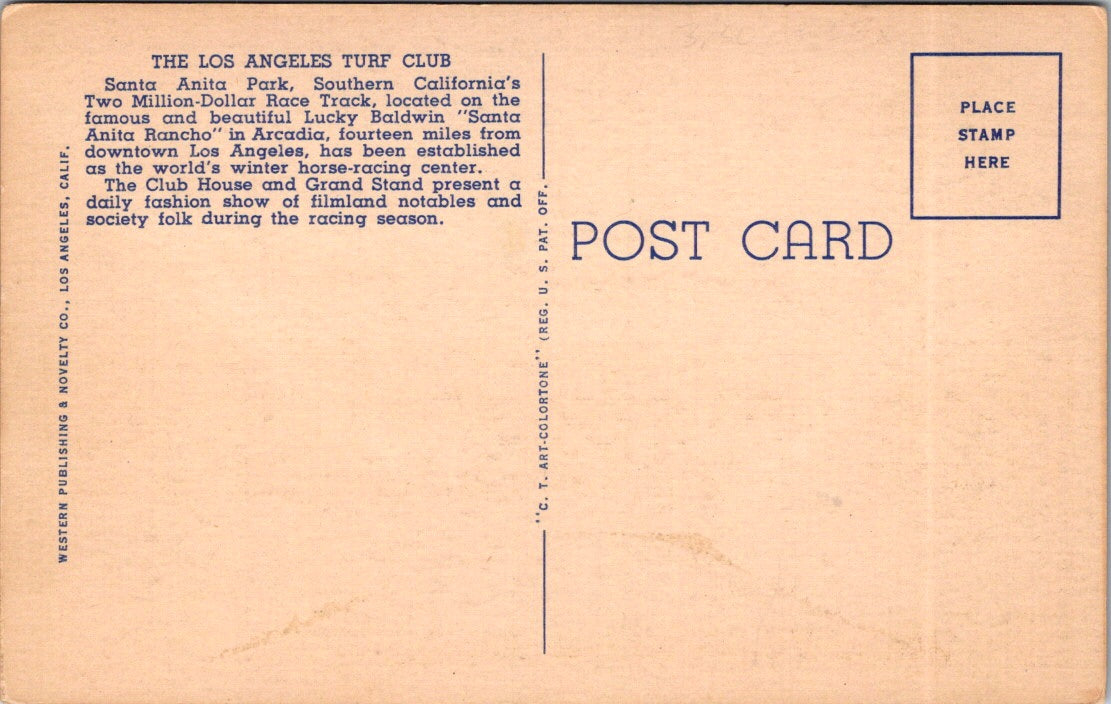 THE LOS ANGELES TURF CLUB
Santa Anita Park, Southern California's
Two Million-Dollar Race Track, located on the
famous and beautiful Lucky Baldwin "Santa
Anita Rancho" in Arcadia, fourteen miles from
downtown Los Angeles, has been established
as the world's winter horse-racing center.
The Club House and Grand Stand present a
daily fashion show of filmland notables and
society folk during the racing season.
WESTERN PUBLISHING & NOVELTY CO., LOS ANGELES, CALIF.
"C. T. ART-COLORTONE" (REG. U. S. PAT. OFF.
POST CARD
PLACE
STAMP
HERE